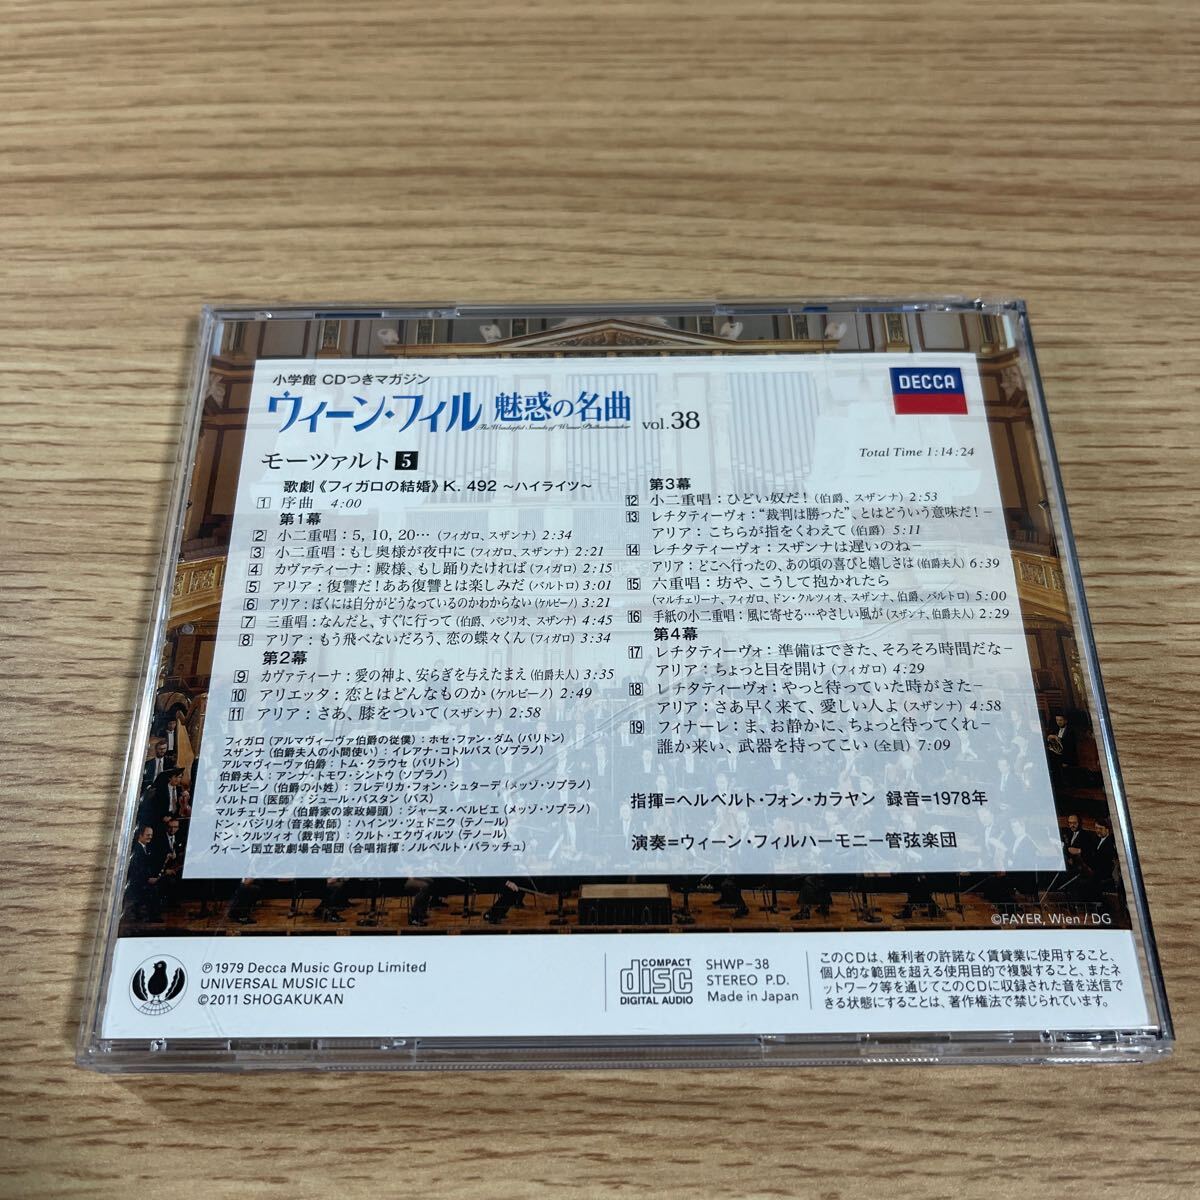 小学館 CDつきマガジン
ウィーン・フィル 魅惑の名曲 vol.38
The Wonderful Sounds of Wiener Philharmoniker
DECCA
モーツァルト 5
Total Time 1:14:24
歌劇《フィガロの結婚》K. 492 ～ハイライツ～
1 序曲 4:00
第1幕
2 小二重唱：5, 10, 20… (フィガロ、スザンナ) 2:34
3 小二重唱：もし奥様が夜中に (フィガロ、スザンナ) 2:21
4 カヴァティーナ：殿様、もし踊りたければ (フィガロ) 2:15
5 アリア：復讐だ！ああ復讐とは楽しみだ (バルトロ) 3:01
6 アリア：ぼくには自分がどうなっているのかわからない (ケルビーノ) 3:21
7 三重唱：なんだと、すぐに行って (伯爵、バジリオ、スザンナ) 4:45
8 アリア：もう飛べないだろう、恋の蝶々くん (フィガロ) 3:34
第2幕
9 カヴァティーナ：愛の神よ、安らぎを与えたまえ (伯爵夫人) 3:35
10 アリエッタ：恋とはどんなものか (ケルビーノ) 2:49
11 アリア：さあ、膝をついて (スザンナ) 2:58
フィガロ (アルマヴィーヴァ伯爵の従僕)：ホセ・ファン・ダム (バリトン)
スザンナ (伯爵夫人の小間使い)：イレアナ・コトルバス (ソプラノ)
アルマヴィーヴァ伯爵：トム・クラウセ (バリトン)
伯爵夫人：アンナ・トモワ・シントウ (ソプラノ)
ケルビーノ (伯爵の小姓)：フレデリカ・フォン・シュターデ (メッゾ・ソプラノ)
バルトロ (医師)：ジュール・バスタン (バス)
マルチェリーナ (伯爵家の家政婦頭)：ジャーヌ・ベルビエ (メッゾ・ソプラノ)
ドン・バジリオ (音楽教師)：ハインツ・ツェドニク (テノール)
ドン・クルツィオ (裁判官)：クルト・エクヴィルツ (テノール)
ウィーン国立歌劇場合唱団 (合唱指揮：ノルベルト・バラッチュ)
第3幕
12 小二重唱：ひどい奴だ！(伯爵、スザンナ) 2:53
13 レチタティーヴォ：“裁判は勝った”、とはどういう意味だ！–
アリア：こちらが指をくわえて (伯爵) 5:11
14 レチタティーヴォ：スザンナは遅いのね–
アリア：どこへ行ったの、あの頃の喜びと嬉しさは (伯爵夫人) 6:39
15 六重唱：坊や、こうして抱かれたら
(マルチェリーナ、フィガロ、ドン・クルツィオ、スザンナ、伯爵、バルトロ) 5:00
16 手紙の小二重唱：風に寄せる…やさしい風が (スザンナ、伯爵夫人) 2:29
第4幕
17 レチタティーヴォ：準備はできた、そろそろ時間だな–
アリア：ちょっと目を開け (フィガロ) 4:29
18 レチタティーヴォ：やっと待っていた時がきた–
アリア：さあ早く来て、愛しい人よ (スザンナ) 4:58
19 フィナーレ：ま、お静かに、ちょっと待ってくれ–
誰か来い、武器を持ってこい (全員) 7:09
指揮＝ヘルベルト・フォン・カラヤン 録音＝1978年
演奏＝ウィーン・フィルハーモニー管弦楽団
©FAYER, Wien / DG
℗1979 Decca Music Group Limited
UNIVERSAL MUSIC LLC
©2011 SHOGAKUKAN
COMPACT disc DIGITAL AUDIO
SHWP-38
STEREO P.D.
Made in Japan
このCDは、権利者の許諾なく賃貸業に使用すること、
個人的な範囲を超える使用目的で複製すること、またネ
ットワーク等を通じてこのCDに収録された音を送信で
きる状態にすることは、著作権法で禁じられています。